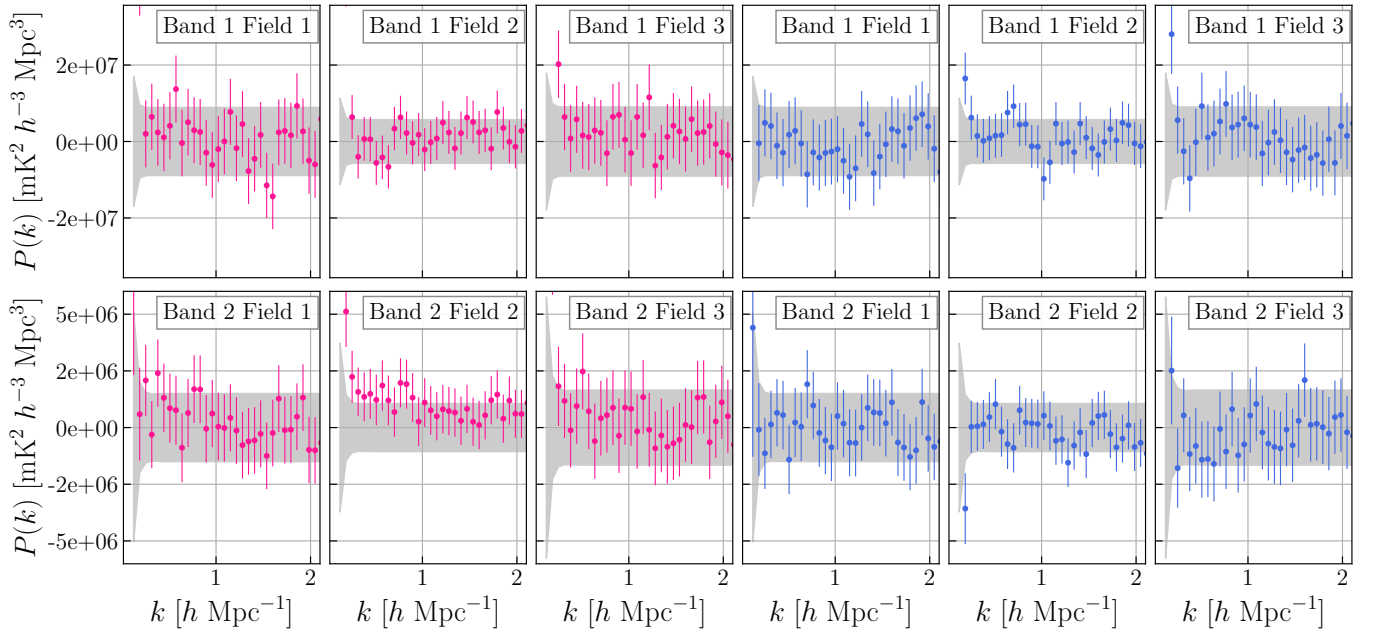 Band 1 Field 1
Band 1 Field 2
Band 1 Field 3
Band 1 Field 1
Band 1 Field 2
Band 1 Field 3
P(k) [mK² h⁻³ Mpc³]
2e+07
0e+00
-2e+07
Band 2 Field 1
Band 2 Field 2
Band 2 Field 3
Band 2 Field 1
Band 2 Field 2
Band 2 Field 3
P(k) [mK² h⁻³ Mpc³]
5e+06
2e+06
0e+00
-2e+06
-5e+06
1 2 1 2 1 2 1 2 1 2 1 2
k [h Mpc⁻¹] k [h Mpc⁻¹] k [h Mpc⁻¹] k [h Mpc⁻¹] k [h Mpc⁻¹] k [h Mpc⁻¹]